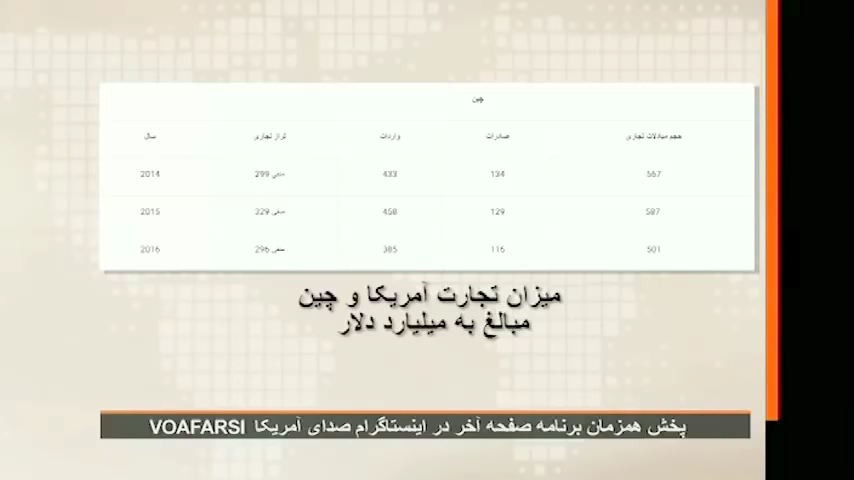 چین
سال تراز تجاری واردات صادرات حجم مبادلات تجاری
2014 منفی 299 433 134 567
2015 منفی 329 458 129 587
2016 منفی 296 385 116 501
میزان تجارت آمریکا و چین
مبالغ به میلیارد دلار
پخش همزمان برنامه صفحه آخر در اینستاگرام صدای آمریکا VOAFARSI